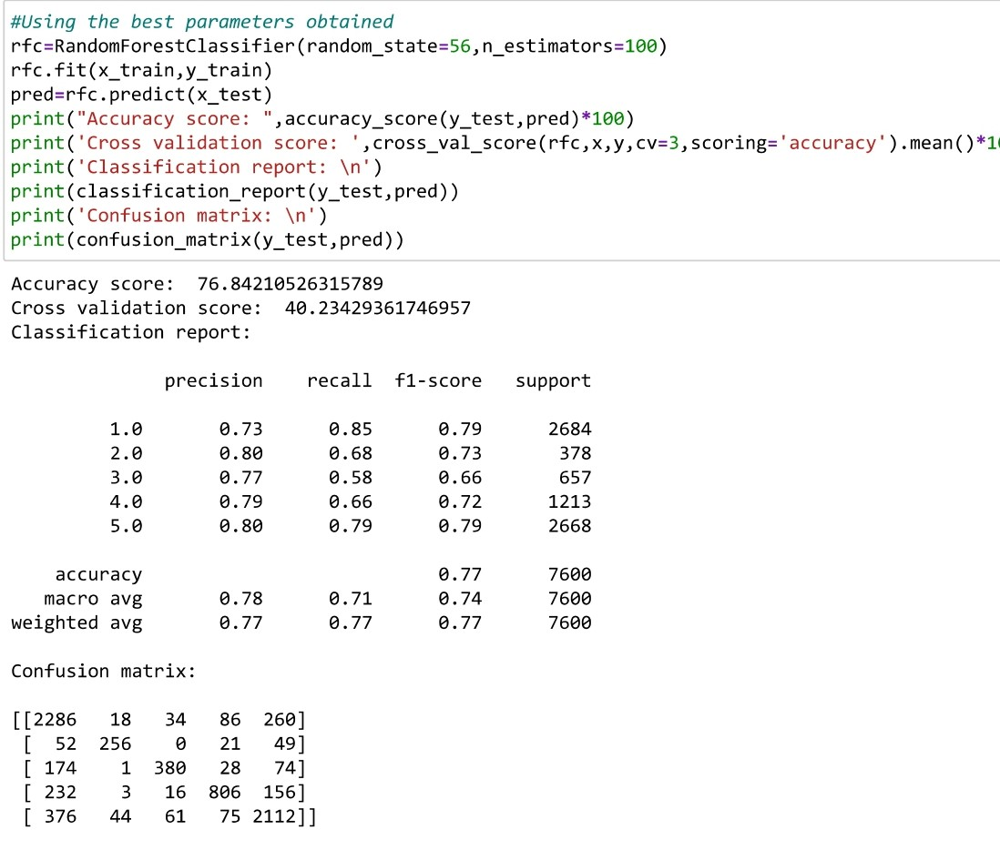 #Using the best parameters obtained
rfc=RandomForestClassifier(random_state=56,n_estimators=100)
rfc.fit(x_train,y_train)
pred=rfc.predict(x_test)
print("Accuracy score: ",accuracy_score(y_test,pred)*100)
print('Cross validation score: ',cross_val_score(rfc,x,y,cv=3,scoring='accuracy').mean()*1
print('Classification report: \n')
print(classification_report(y_test,pred))
print('Confusion matrix: \n')
print(confusion_matrix(y_test,pred))
Accuracy score:  76.84210526315789
Cross validation score:  40.23429361746957
Classification report:
              precision    recall  f1-score   support
         1.0       0.73      0.85      0.79      2684
         2.0       0.80      0.68      0.73       378
         3.0       0.77      0.58      0.66       657
         4.0       0.79      0.66      0.72      1213
         5.0       0.80      0.79      0.79      2668
    accuracy                           0.77      7600
   macro avg       0.78      0.71      0.74      7600
weighted avg       0.77      0.77      0.77      7600
Confusion matrix:
[[2286   18   34   86  260]
 [  52  256    0   21   49]
 [ 174    1  380   28   74]
 [ 232    3   16  806  156]
 [ 376   44   61   75 2112]]